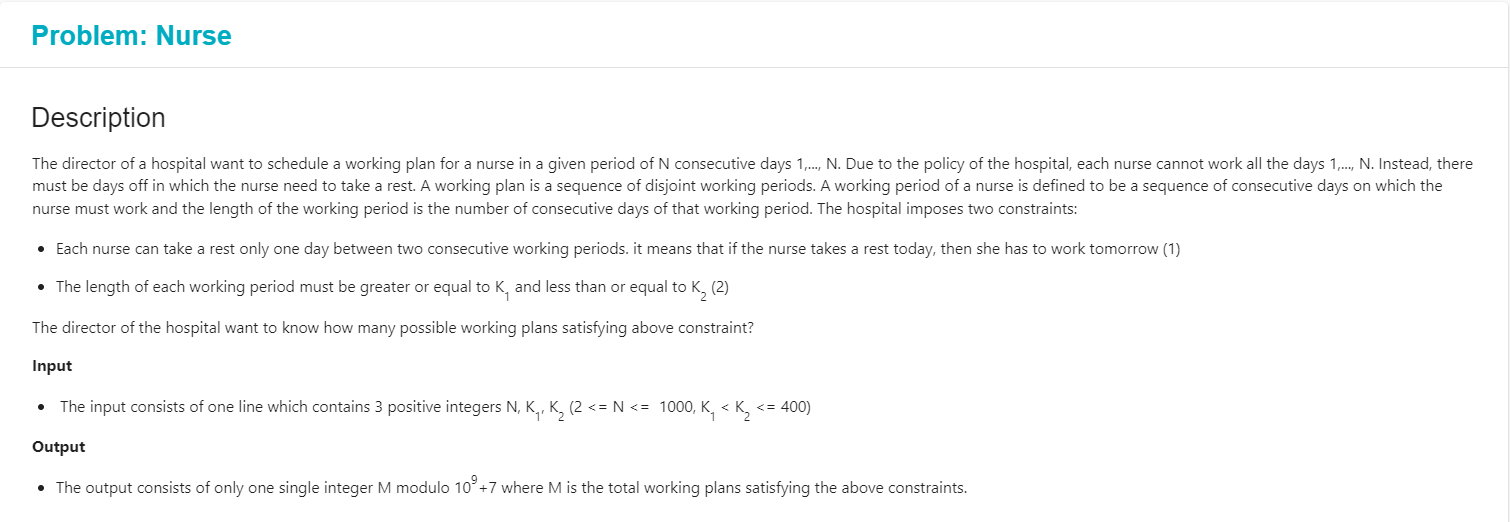 Problem: Nurse
Description
The director of a hospital want to schedule a working plan for a nurse in a given period of N consecutive days 1,..., N. Due to the policy of the hospital, each nurse cannot work all the days 1,..., N. Instead, there
must be days off in which the nurse need to take a rest. A working plan is a sequence of disjoint working periods. A working period of a nurse is defined to be a sequence of consecutive days on which the
nurse must work and the length of the working period is the number of consecutive days of that working period. The hospital imposes two constraints:
• Each nurse can take a rest only one day between two consecutive working periods. it means that if the nurse takes a rest today, then she has to work tomorrow (1)
• The length of each working period must be greater or equal to K₁ and less than or equal to K₂ (2)
The director of the hospital want to know how many possible working plans satisfying above constraint?
Input
• The input consists of one line which contains 3 positive integers N, K₁, K₂ (2 <= N <= 1000, K₁ < K₂ <= 400)
Output
• The output consists of only one single integer M modulo 10⁹+7 where M is the total working plans satisfying the above constraints.